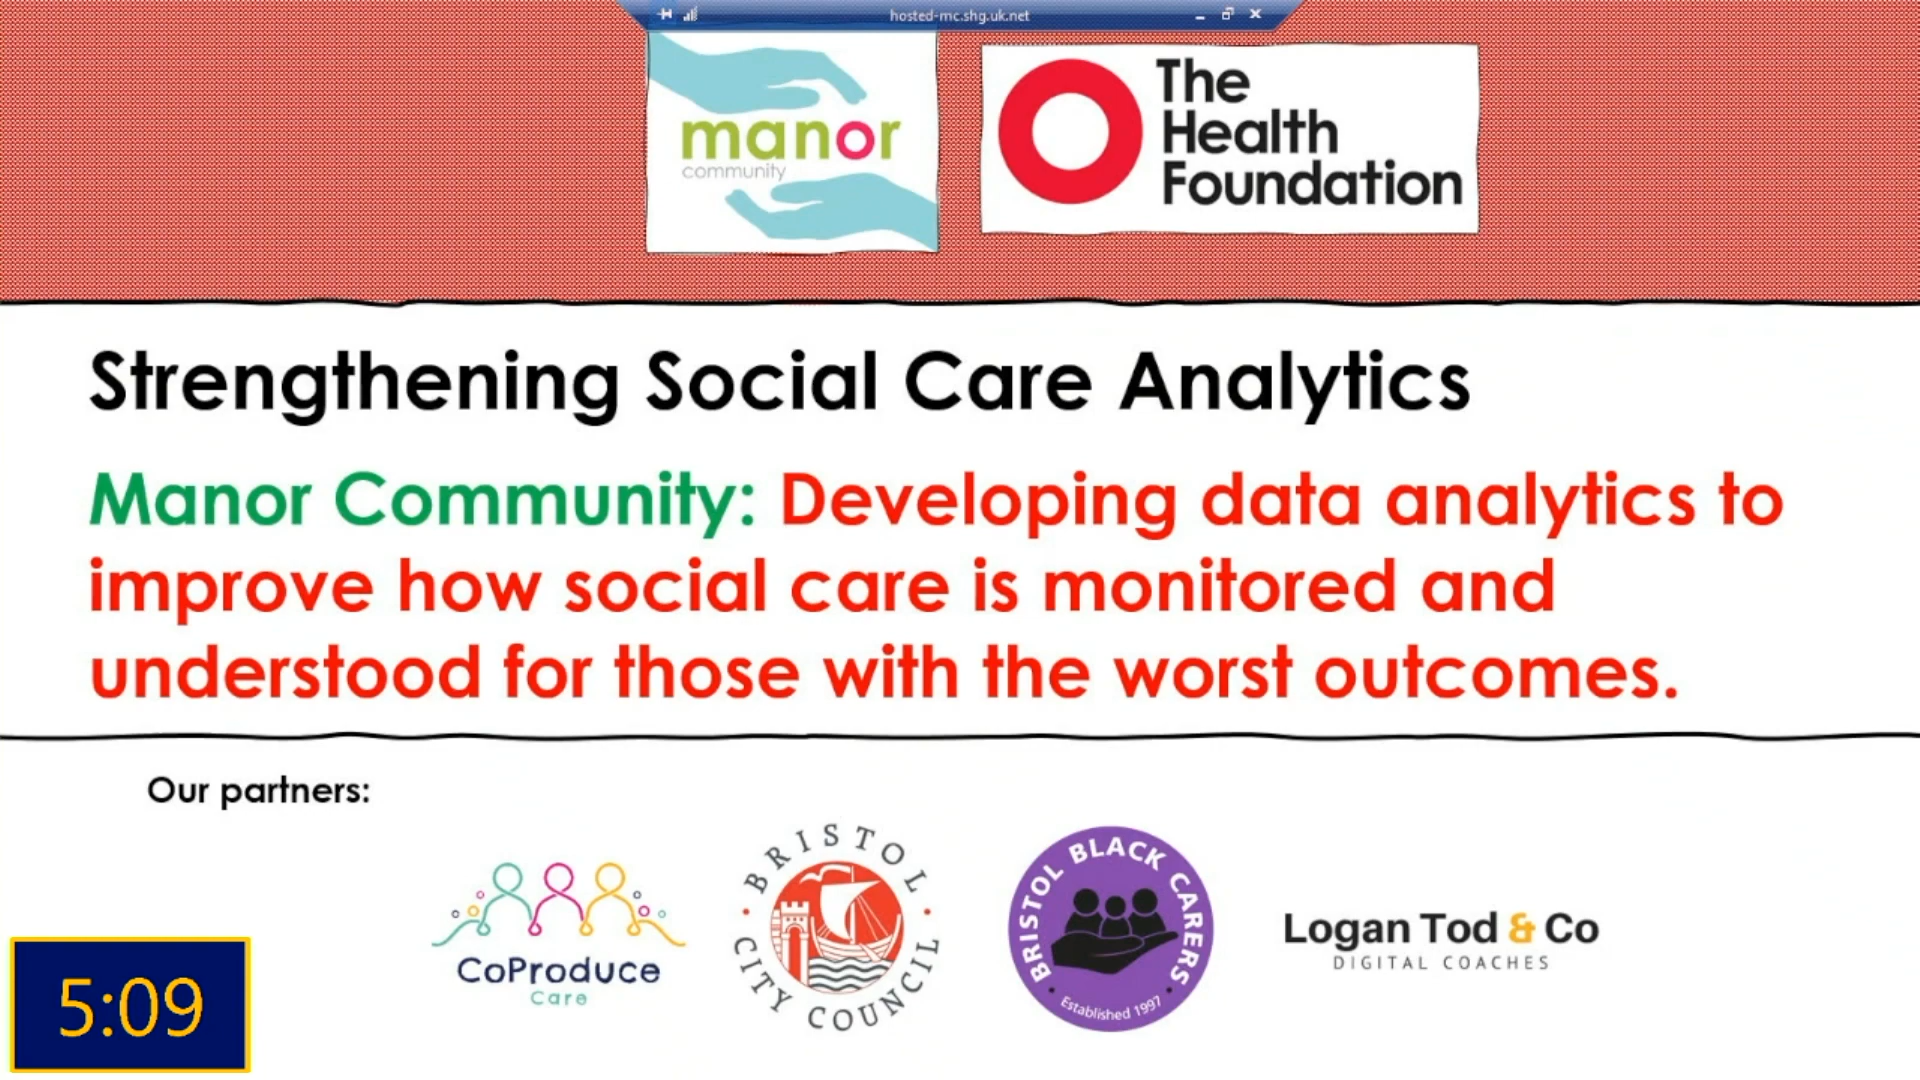 hosted-mc.shg.uk.net
manor
community
The
Health
Foundation
Strengthening Social Care Analytics
Manor Community: Developing data analytics to
improve how social care is monitored and
understood for those with the worst outcomes.
Our partners:
CoProduce
Care
BRISTOL
CITY COUNCIL
BRISTOL BLACK CARERS
Established 1997
Logan Tod & Co
DIGITAL COACHES
5:09